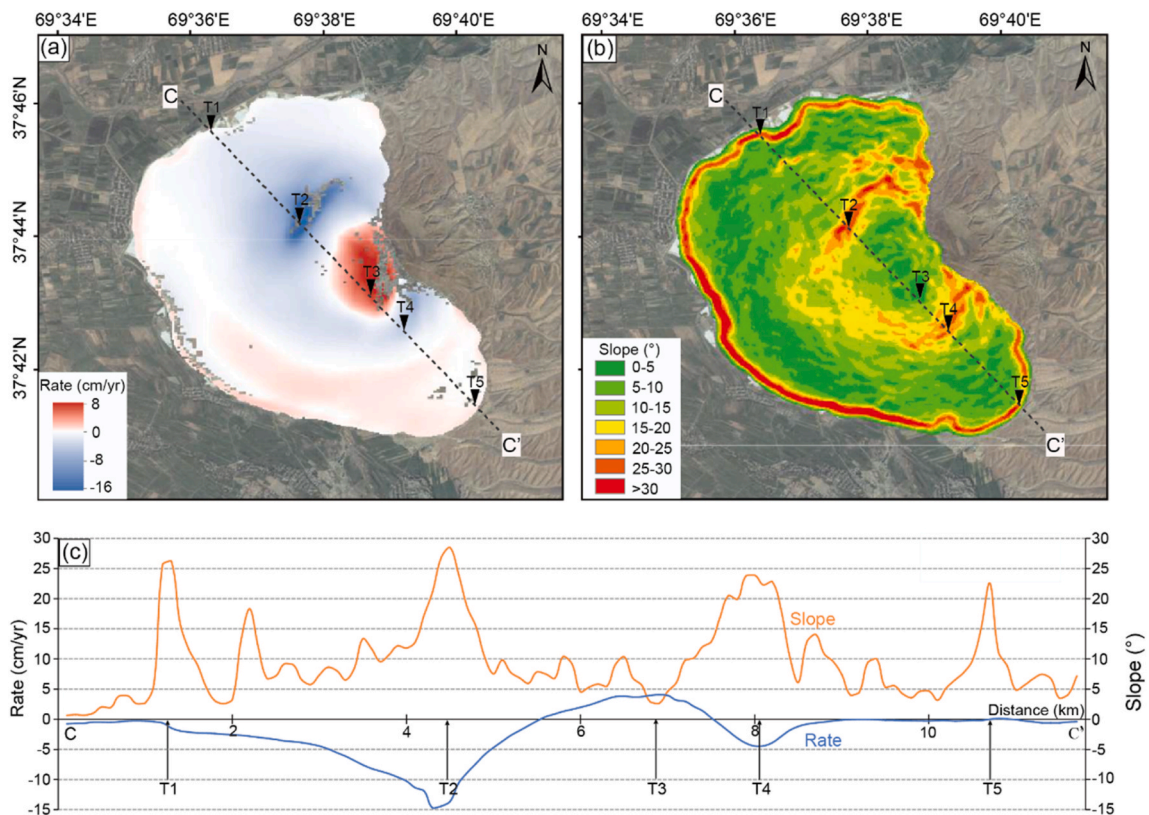 69°34'E 69°36'E 69°38'E 69°40'E 69°34'E 69°36'E 69°38'E 69°40'E
(a)
N
37°46'N
37°44'N
37°42'N
C
T1
T2
T3
T4
T5
C'
Rate (cm/yr)
8
0
-8
-16
(b)
N
C
T1
T2
T3
T4
T5
C'
Slope (°)
0-5
5-10
10-15
15-20
20-25
25-30
>30
(c)
Rate (cm/yr)
30
25
20
15
10
5
0
-5
-10
-15
Slope
Rate
Distance (km)
C 2 4 6 8 10 C'
T1 T2 T3 T4 T5
30
25
20
15
10
5
0
-5
-10
-15
Slope (°)